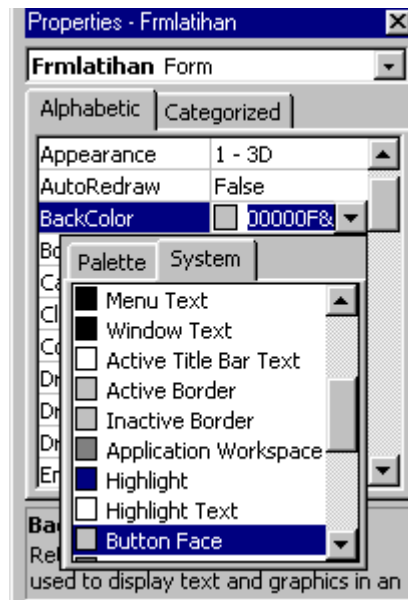 Properties - Frmlatihan
Frmlatihan Form
Alphabetic Categorized
Appearance 1 - 3D
AutoRedraw False
BackColor 00000F&
Palette System
Menu Text
Window Text
Active Title Bar Text
Active Border
Inactive Border
Application Workspace
Highlight
Highlight Text
Button Face
used to display text and graphics in an